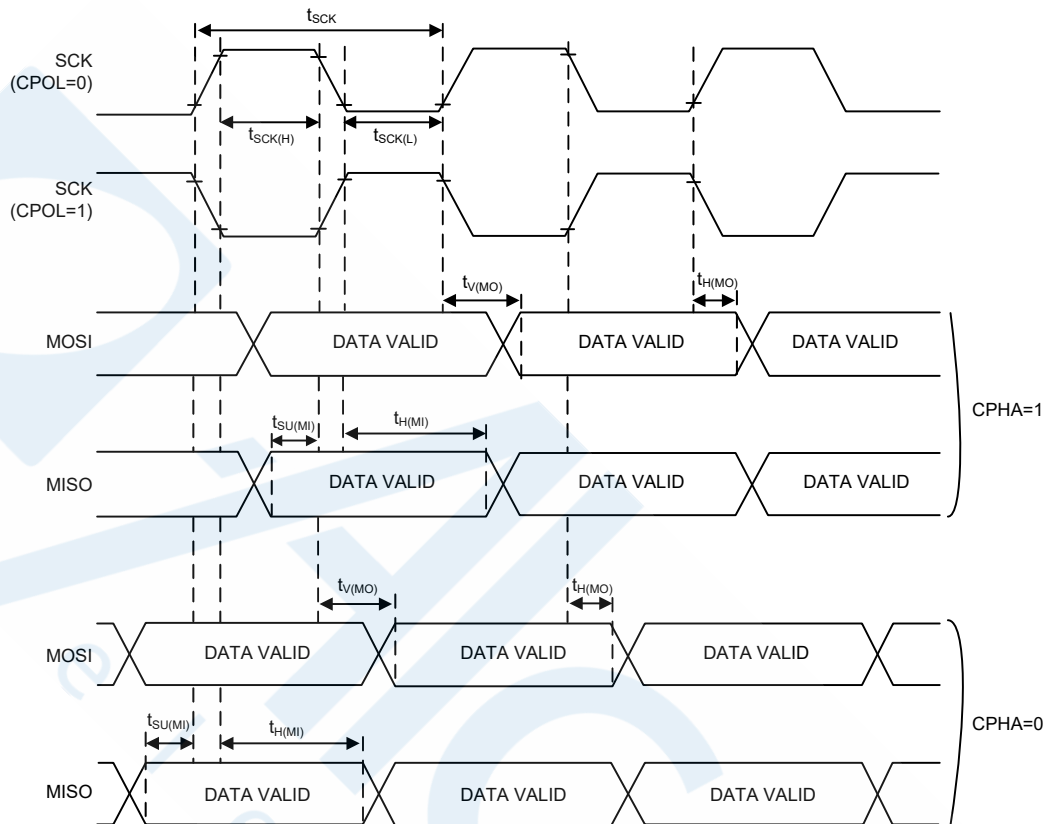 tSCK
SCK
(CPOL=0)
tSCK(H)
tSCK(L)
SCK
(CPOL=1)
tV(MO)
tH(MO)
MOSI
DATA VALID
DATA VALID
DATA VALID
CPHA=1
tSU(MI)
tH(MI)
MISO
DATA VALID
DATA VALID
DATA VALID
tV(MO)
tH(MO)
MOSI
DATA VALID
DATA VALID
DATA VALID
CPHA=0
tSU(MI)
tH(MI)
MISO
DATA VALID
DATA VALID
DATA VALID